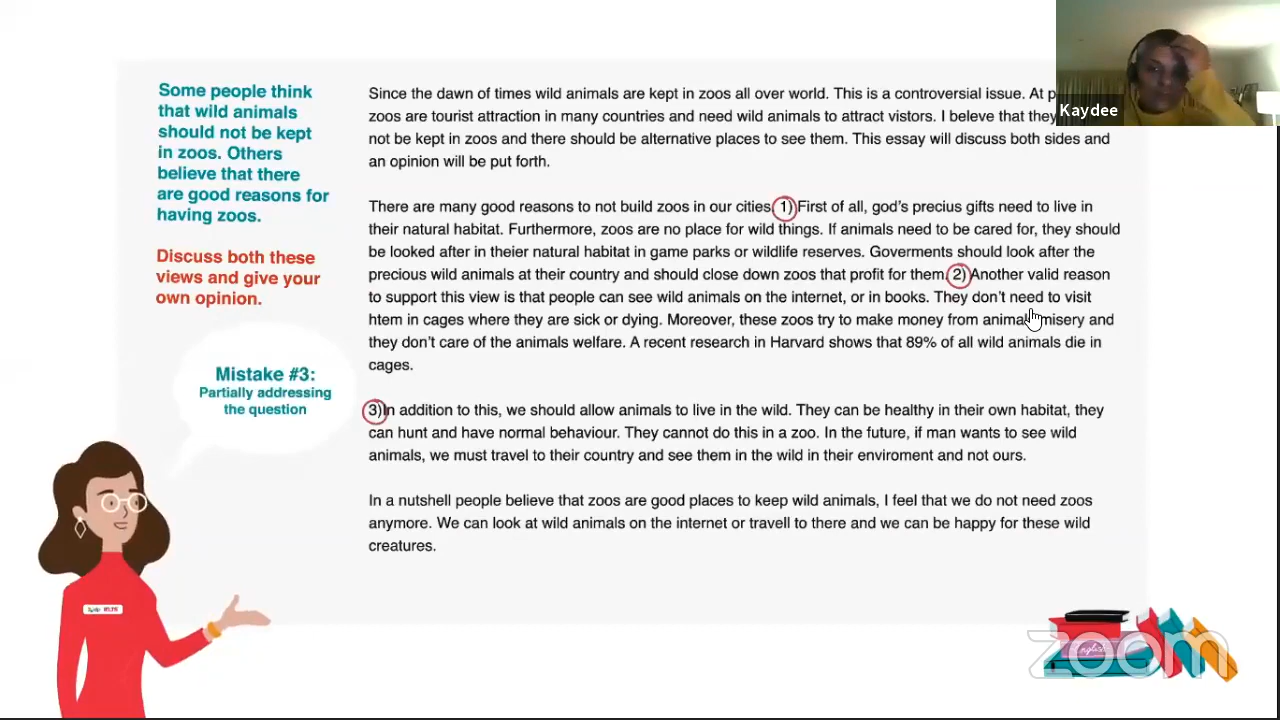 Some people think
that wild animals
should not be kept
in zoos. Others
believe that there
are good reasons for
having zoos.
Discuss both these
views and give your
own opinion.
Mistake #3:
Partially addressing
the question
Since the dawn of times wild animals are kept in zoos all over world. This is a controversial issue. At
zoos are tourist attraction in many countries and need wild animals to attract vistors. I beleve that they
not be kept in zoos and there should be alternative places to see them. This essay will discuss both sides and
an opinion will be put forth.
There are many good reasons to not build zoos in our cities. 1) First of all, god's precius gifts need to live in
their natural habitat. Furthermore, zoos are no place for wild things. If animals need to be cared for, they should
be looked after in theier natural habitat in game parks or wildlife reserves. Goverments should look after the
precious wild animals at their country and should close down zoos that profit for them. 2) Another valid reason
to support this view is that people can see wild animals on the internet, or in books. They don't need to visit
htem in cages where they are sick or dying. Moreover, these zoos try to make money from animal misery and
they don't care of the animals welfare. A recent research in Harvard shows that 89% of all wild animals die in
cages.
3) In addition to this, we should allow animals to live in the wild. They can be healthy in their own habitat, they
can hunt and have normal behaviour. They cannot do this in a zoo. In the future, if man wants to see wild
animals, we must travel to their country and see them in the wild in their enviroment and not ours.
In a nutshell people believe that zoos are good places to keep wild animals, I feel that we do not need zoos
anymore. We can look at wild animals on the internet or travell to there and we can be happy for these wild
creatures.
Kaydee
IELTS
English
zoom